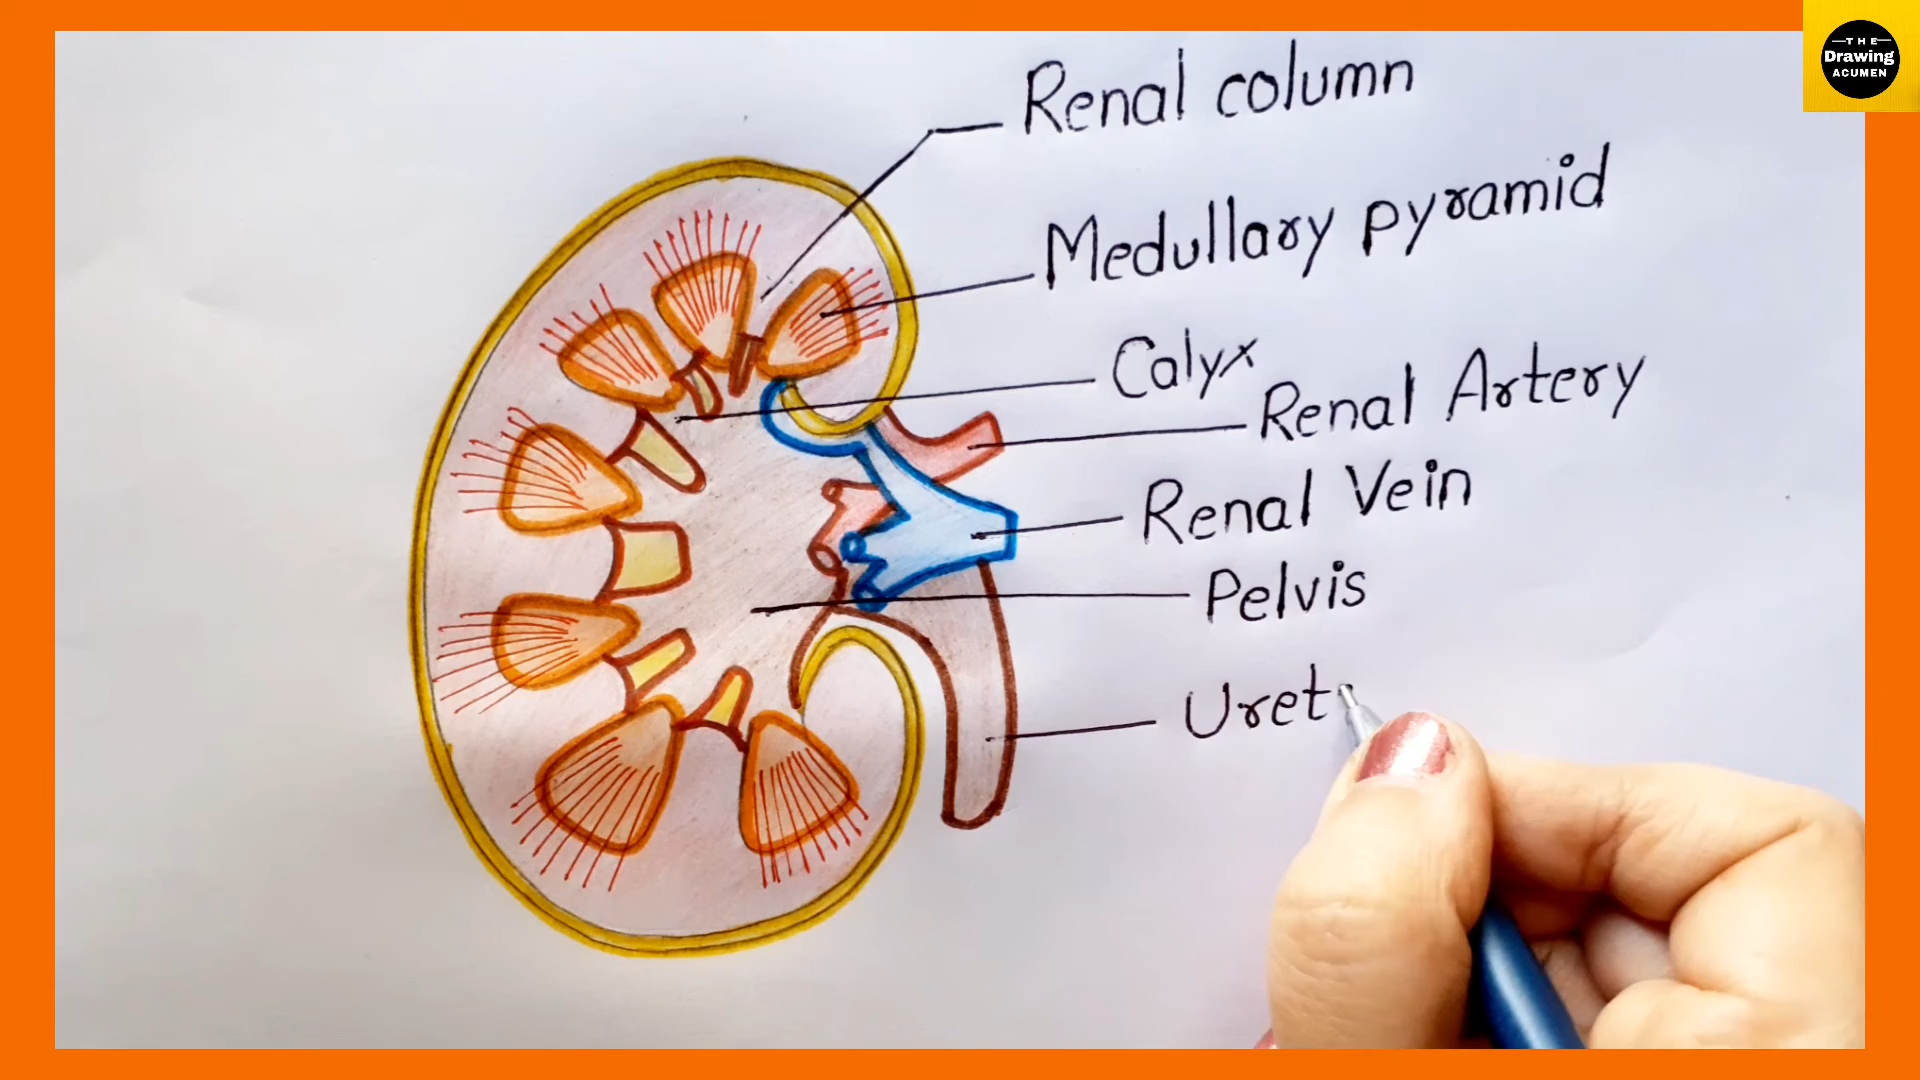 THE
Drawing
ACUMEN
Renal column
Medullary pyramid
Calyx
Renal Artery
Renal Vein
Pelvis
Uret